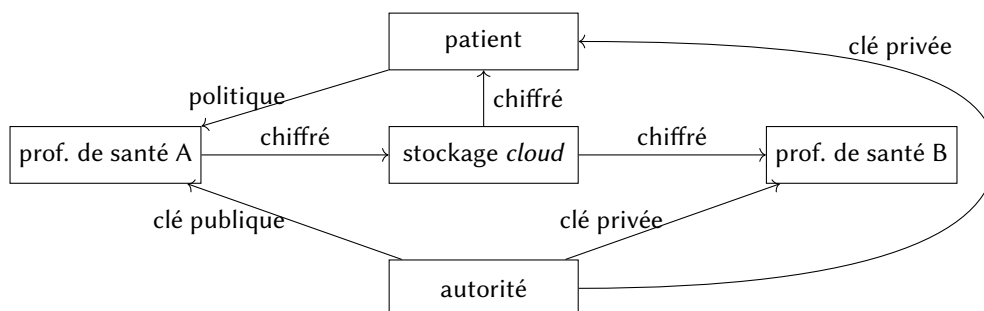 patient
clé privée
politique
chiffré
prof. de santé A
chiffré
stockage cloud
chiffré
prof. de santé B
clé publique
clé privée
autorité